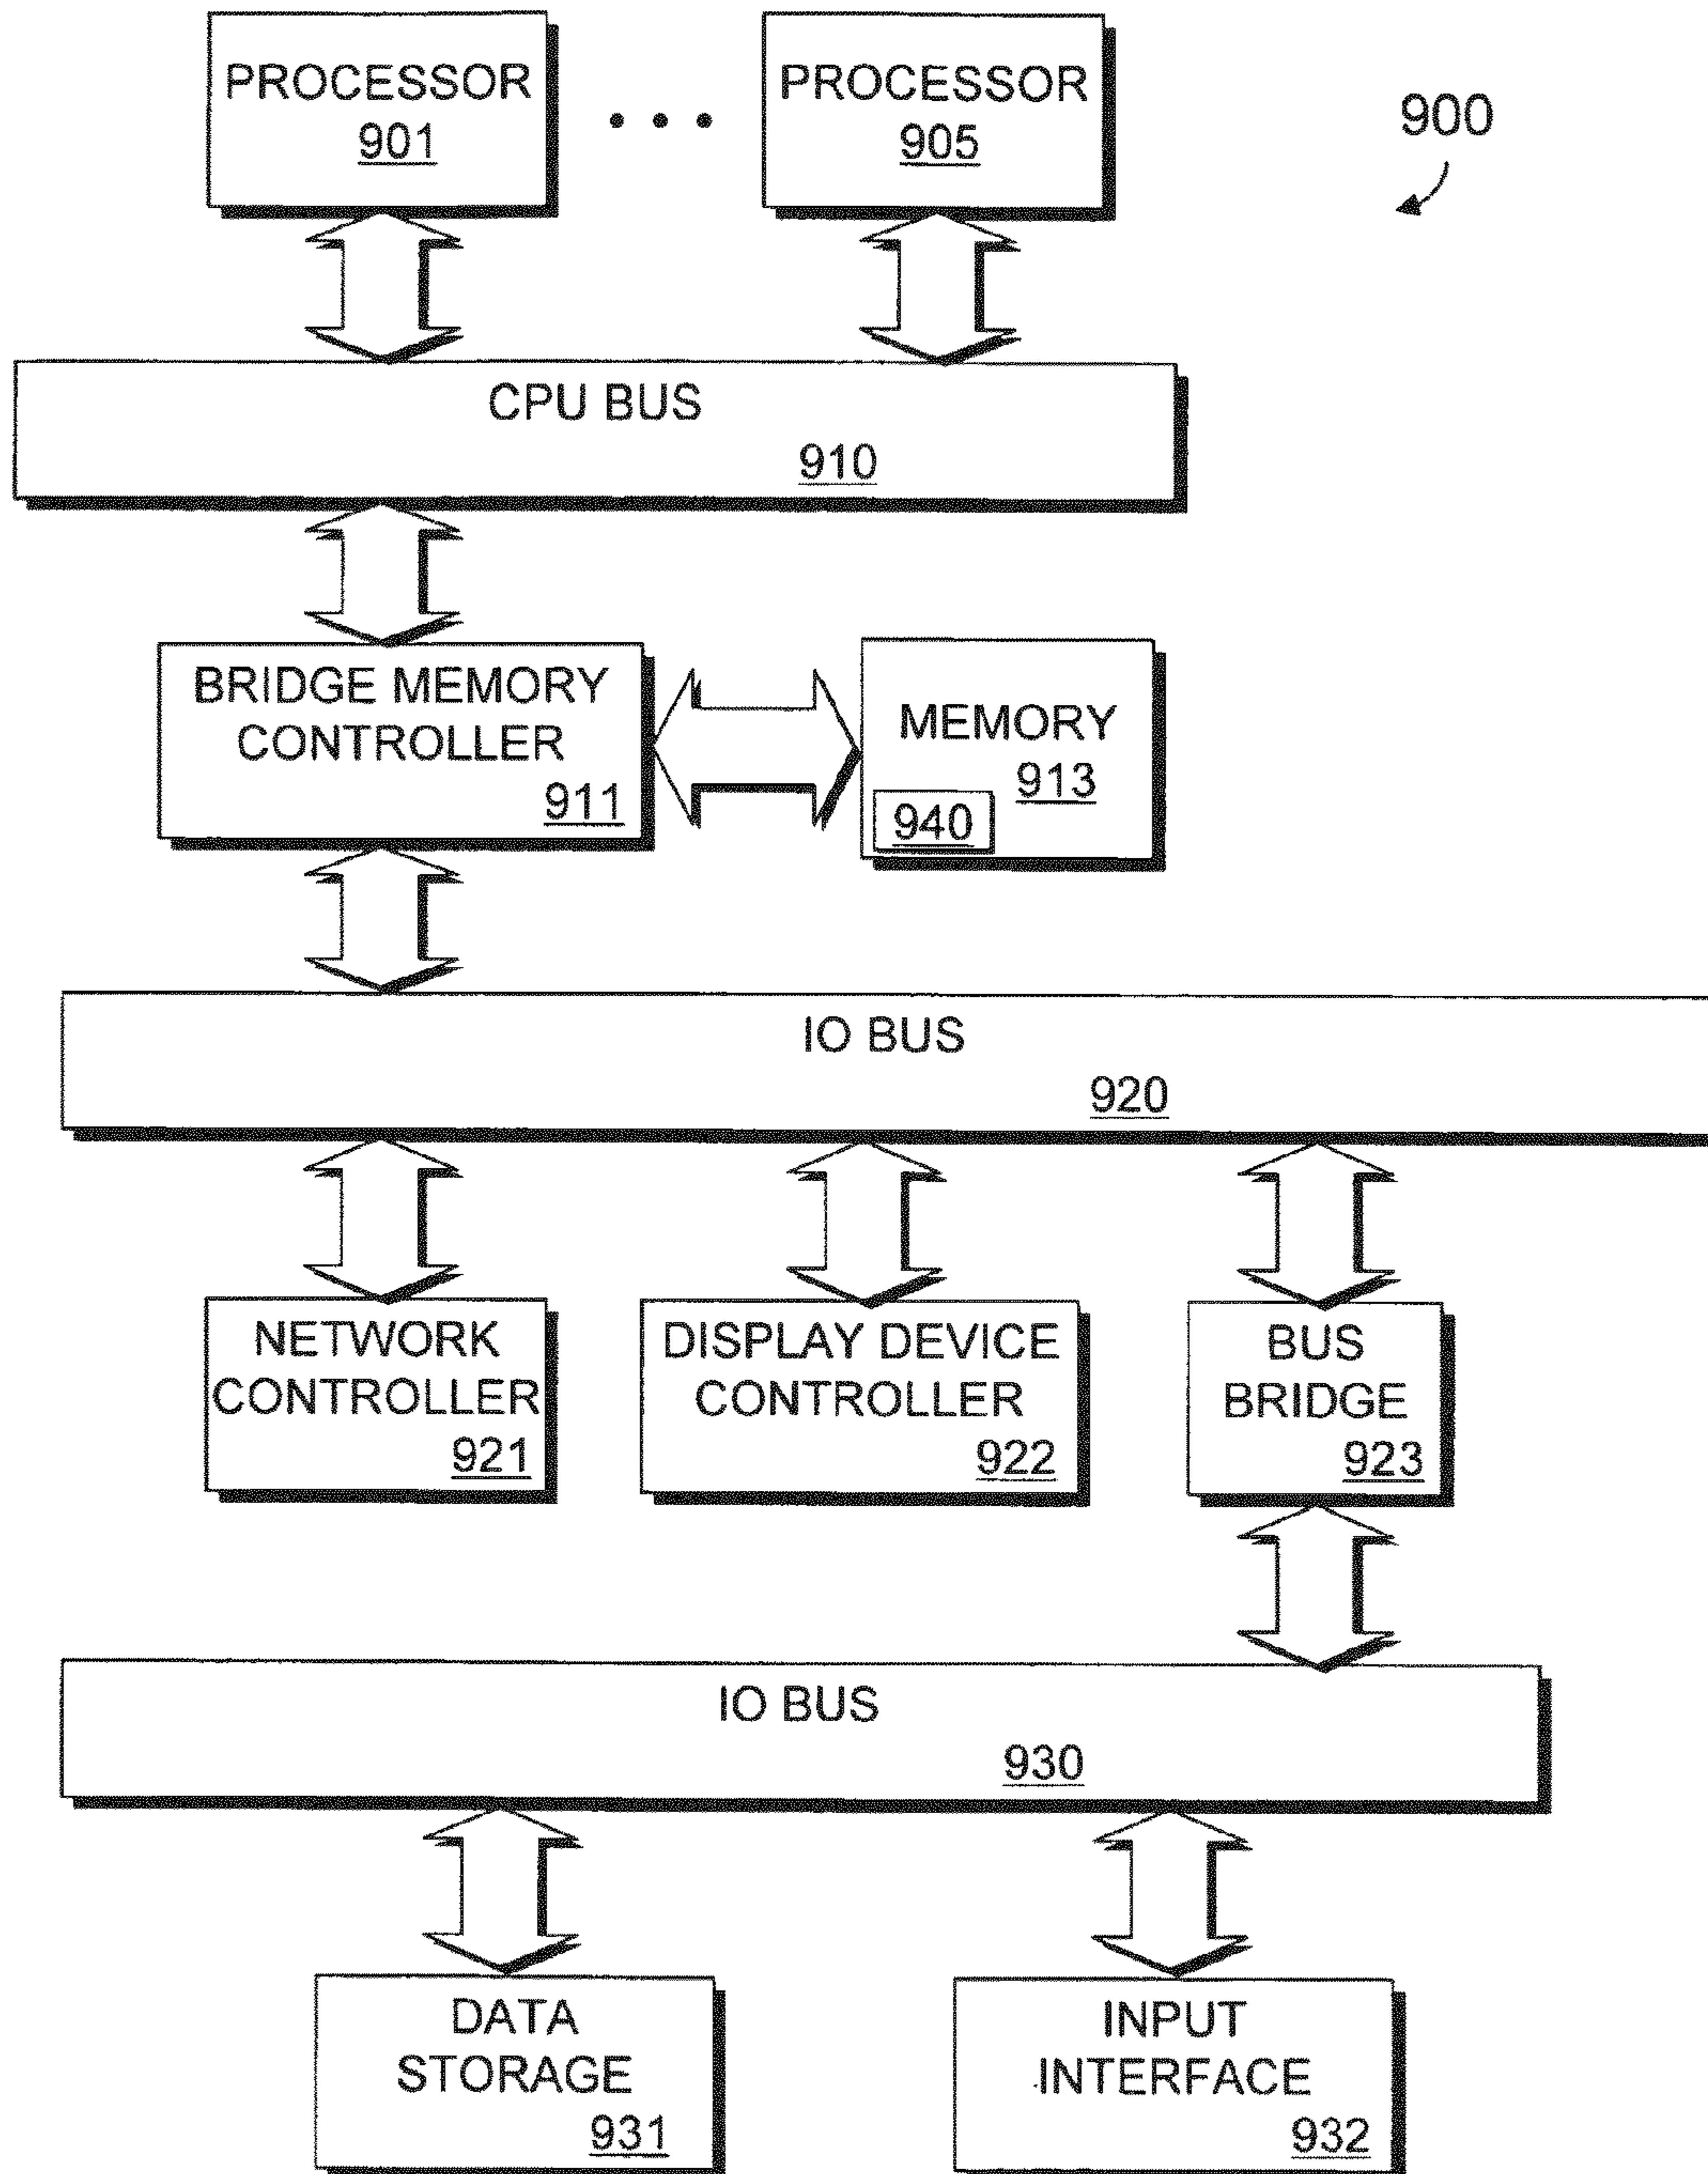 PROCESSOR
901
• • •
PROCESSOR
905
900
CPU BUS
910
BRIDGE MEMORY
CONTROLLER
911
MEMORY
913
940
IO BUS
920
NETWORK
CONTROLLER
921
DISPLAY DEVICE
CONTROLLER
922
BUS
BRIDGE
923
IO BUS
930
DATA
STORAGE
931
INPUT
INTERFACE
932